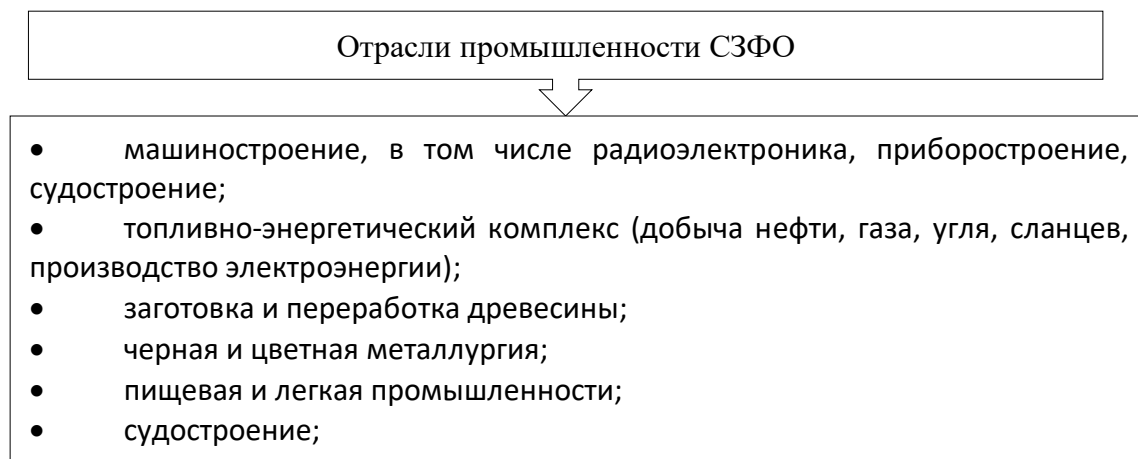 Отрасли промышленности СЗФО
• машиностроение, в том числе радиоэлектроника, приборостроение,
судостроение;
• топливно-энергетический комплекс (добыча нефти, газа, угля, сланцев,
производство электроэнергии);
• заготовка и переработка древесины;
• черная и цветная металлургия;
• пищевая и легкая промышленности;
• судостроение;